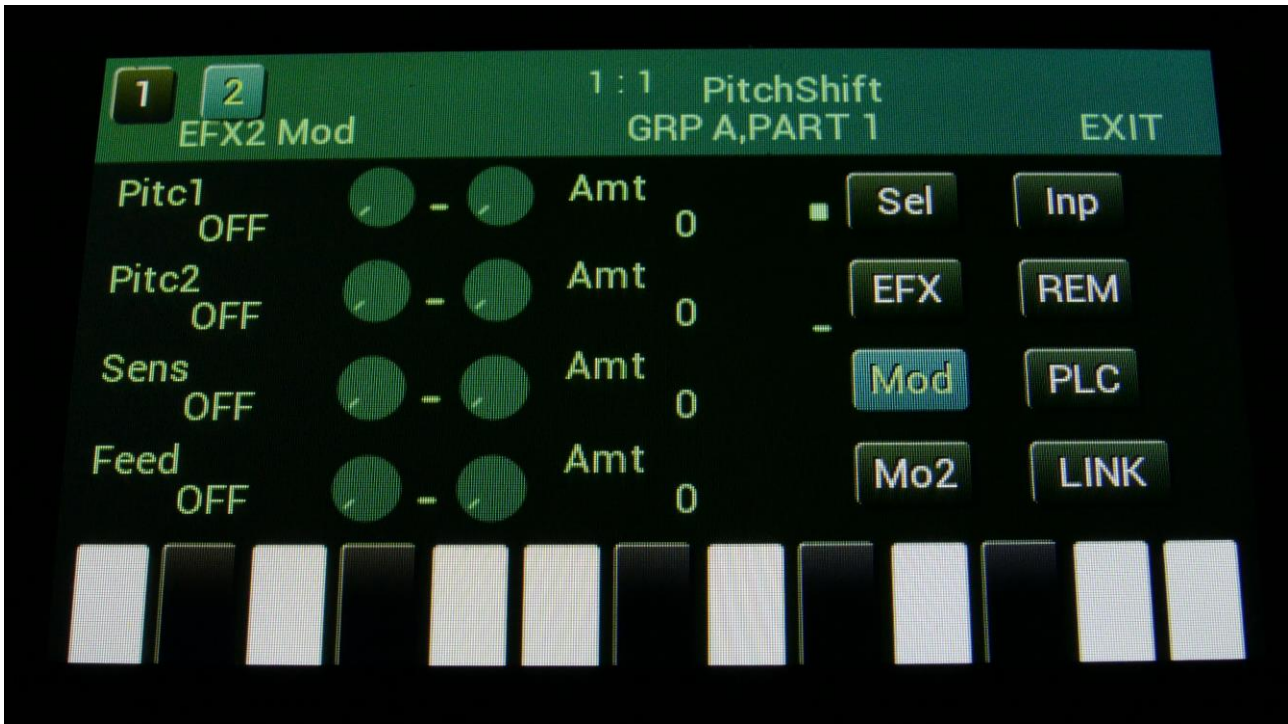 1 2 1 : 1 PitchShift
EFX2 Mod GRP A,PART 1 EXIT
Pitc1 - Amt Sel Inp
OFF 0
Pitc2 - Amt EFX REM
OFF 0 -
Sens - Amt Mod PLC
OFF 0
Feed - Amt Mo2 LINK
OFF 0